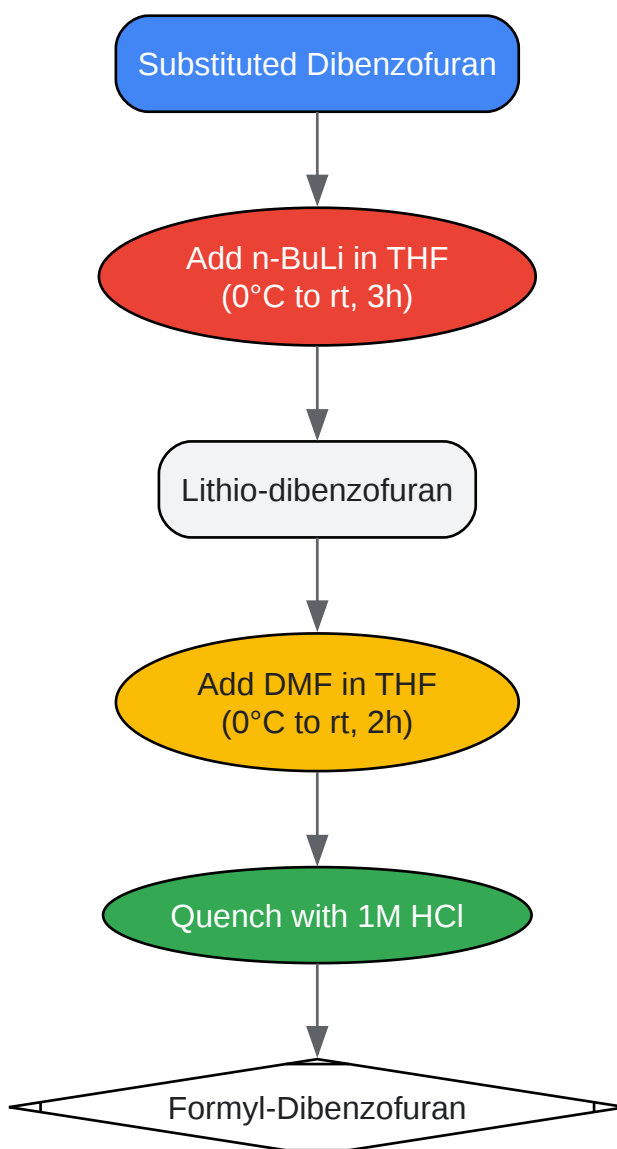 Substituted Dibenzofuran
Add n-BuLi in THF
(0°C to rt, 3h)
Lithio-dibenzofuran
Add DMF in THF
(0°C to rt, 2h)
Quench with 1M HCl
Formyl-Dibenzofuran